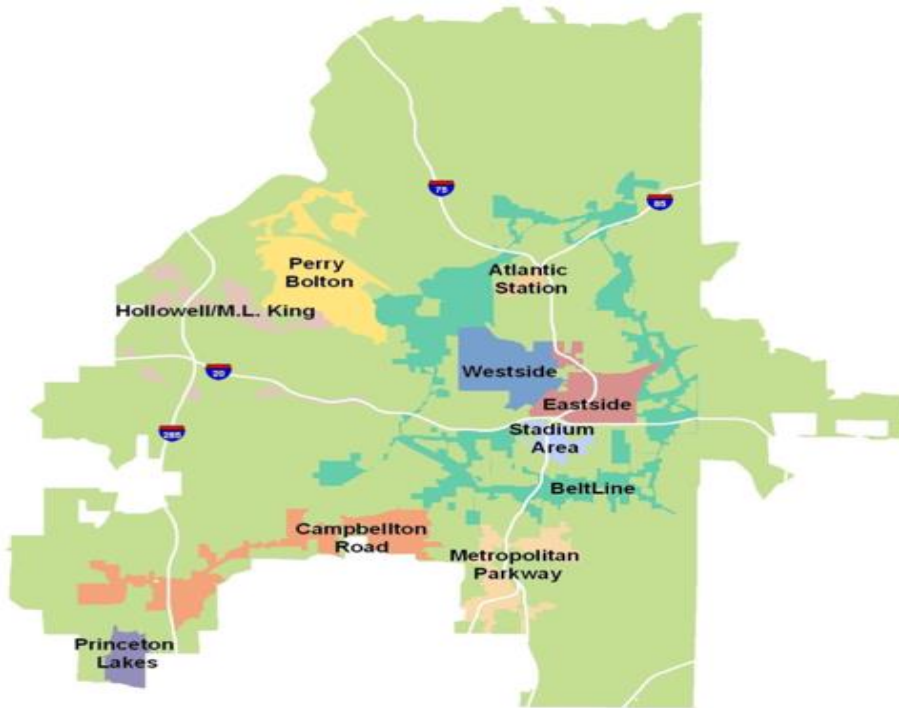 75
85
Perry
Bolton
Atlantic
Station
Hollowell/M.L. King
20
Westside
Eastside
285
Stadium
Area
BeltLine
Campbellton
Road
Metropolitan
Parkway
Princeton
Lakes